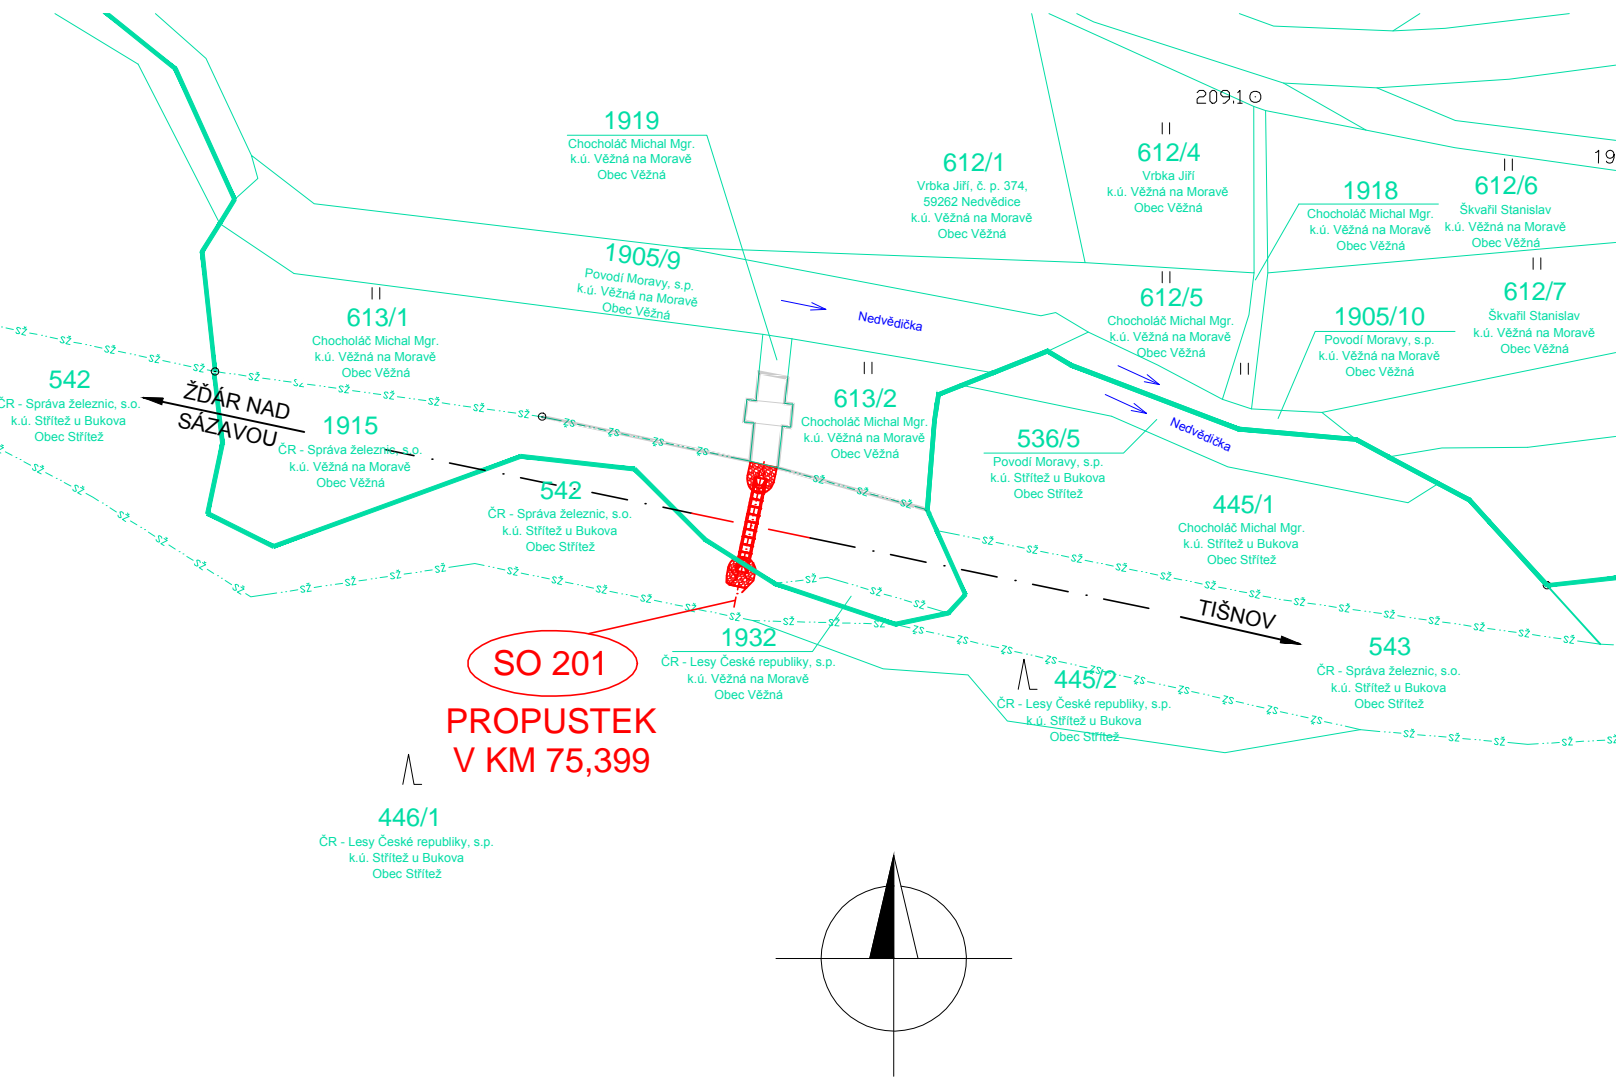 209.1
19
1919
Chocholáč Michal Mgr.
k.ú. Věžná na Moravě
Obec Věžná
612/1
Vrbka Jiří, č. p. 374,
59262 Nedvědice
k.ú. Věžná na Moravě
Obec Věžná
612/4
Vrbka Jiří
k.ú. Věžná na Moravě
Obec Věžná
1918
Chocholáč Michal Mgr.
k.ú. Věžná na Moravě
Obec Věžná
612/6
Škvařil Stanislav
k.ú. Věžná na Moravě
Obec Věžná
1905/9
Povodí Moravy, s.p.
k.ú. Věžná na Moravě
Obec Věžná
Nedvědička
612/5
Chocholáč Michal Mgr.
k.ú. Věžná na Moravě
Obec Věžná
1905/10
Povodí Moravy, s.p.
k.ú. Věžná na Moravě
Obec Věžná
612/7
Škvařil Stanislav
k.ú. Věžná na Moravě
Obec Věžná
613/1
Chocholáč Michal Mgr.
k.ú. Věžná na Moravě
Obec Věžná
542
ČR - Správa železnic, s.o.
k.ú. Střítež u Bukova
Obec Střítež
ŽĎÁR NAD
SÁZAVOU
1915
ČR - Správa železnic, s.o.
k.ú. Věžná na Moravě
Obec Věžná
613/2
Chocholáč Michal Mgr.
k.ú. Věžná na Moravě
Obec Věžná
536/5
Povodí Moravy, s.p.
k.ú. Střítež u Bukova
Obec Střítež
Nedvědička
542
ČR - Správa železnic, s.o.
k.ú. Střítež u Bukova
Obec Střítež
445/1
Chocholáč Michal Mgr.
k.ú. Střítež u Bukova
Obec Střítež
TIŠNOV
SO 201
PROPUSTEK
V KM 75,399
1932
ČR - Lesy České republiky, s.p.
k.ú. Věžná na Moravě
Obec Věžná
445/2
ČR - Lesy České republiky, s.p.
k.ú. Střítež u Bukova
Obec Střítež
543
ČR - Správa železnic, s.o.
k.ú. Střítež u Bukova
Obec Střítež
446/1
ČR - Lesy České republiky, s.p.
k.ú. Střítež u Bukova
Obec Střítež